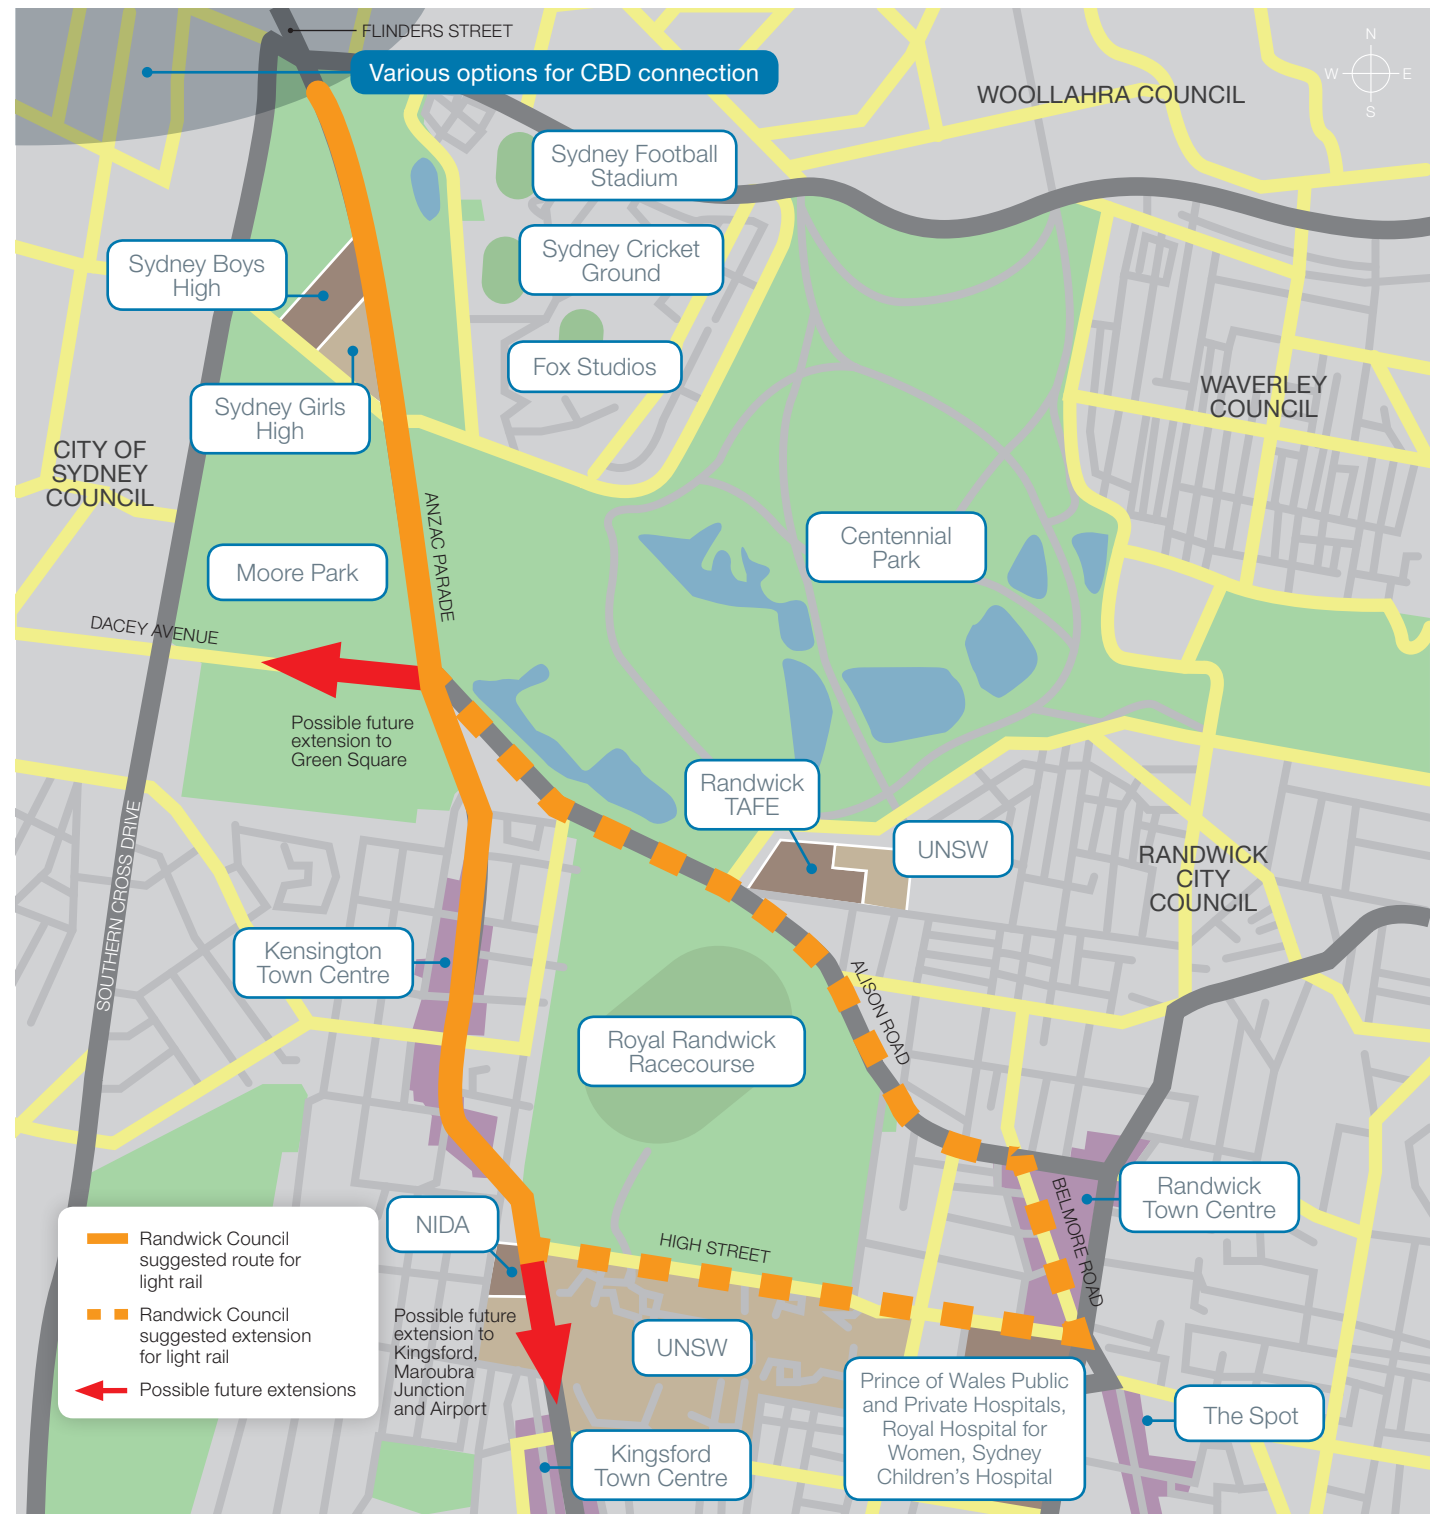 FLINDERS STREET
Various options for CBD connection
N
W
E
S
WOOLLAHRA COUNCIL
Sydney Football
Stadium
Sydney Cricket
Ground
Sydney Boys
High
Fox Studios
WAVERLEY
COUNCIL
Sydney Girls
High
CITY OF
SYDNEY
COUNCIL
ANZAC PARADE
Centennial
Park
Moore Park
DACEY AVENUE
Possible future
extension to
Green Square
Randwick
TAFE
UNSW
RANDWICK
CITY
COUNCIL
SOUTHERN CROSS DRIVE
Kensington
Town Centre
ALISON ROAD
Royal Randwick
Racecourse
Randwick
Town Centre
BELMORE ROAD
NIDA
HIGH STREET
Randwick Council
suggested route for
light rail
Randwick Council
suggested extension
for light rail
Possible future extensions
Possible future
extension to
Kingsford,
Maroubra
Junction
and Airport
UNSW
Prince of Wales Public
and Private Hospitals,
Royal Hospital for
Women, Sydney
Children's Hospital
The Spot
Kingsford
Town Centre